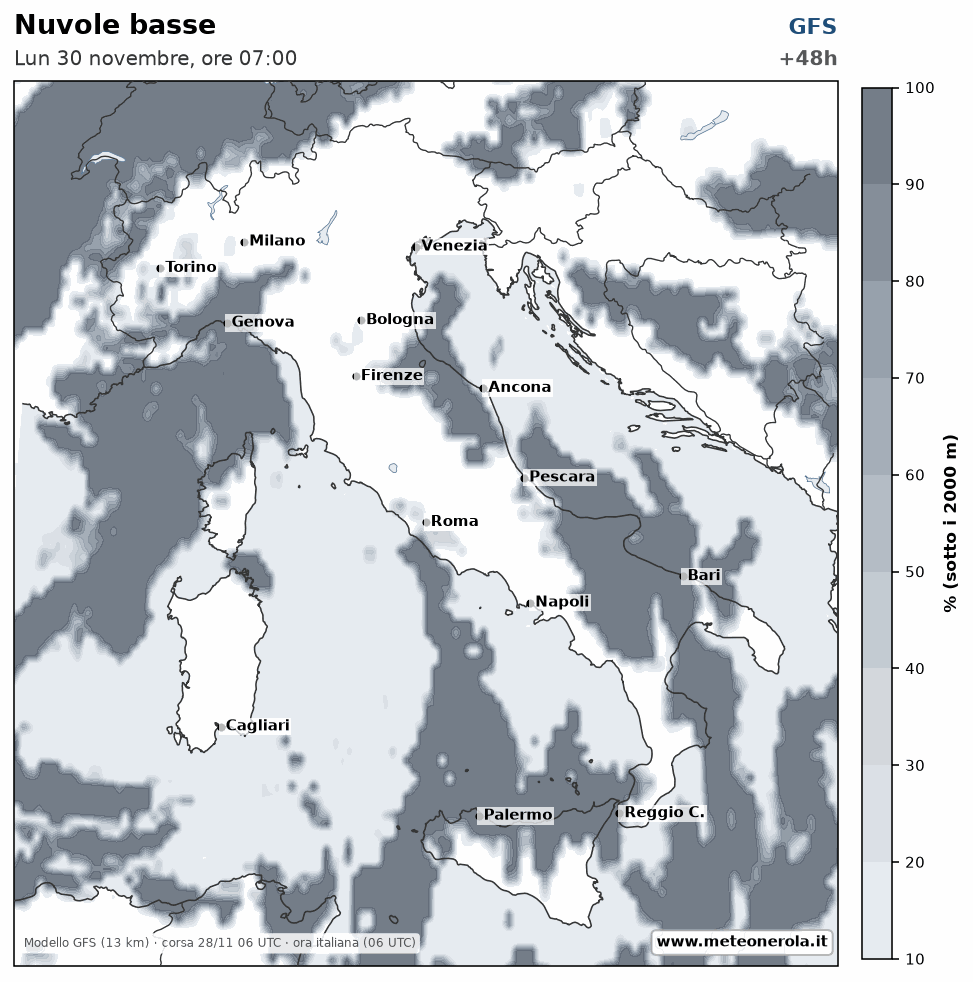 Nuvole basse
GFS
Lun 30 novembre, ore 07:00
+48h
100
90
80
70
60
50
40
30
20
10
% (sotto i 2000 m)
Milano
Venezia
Torino
Genova
Bologna
Firenze
Ancona
Pescara
Roma
Bari
Napoli
Cagliari
Palermo
Reggio C.
Modello GFS (13 km) · corsa 28/11 06 UTC · ora italiana (06 UTC)
www.meteonerola.it